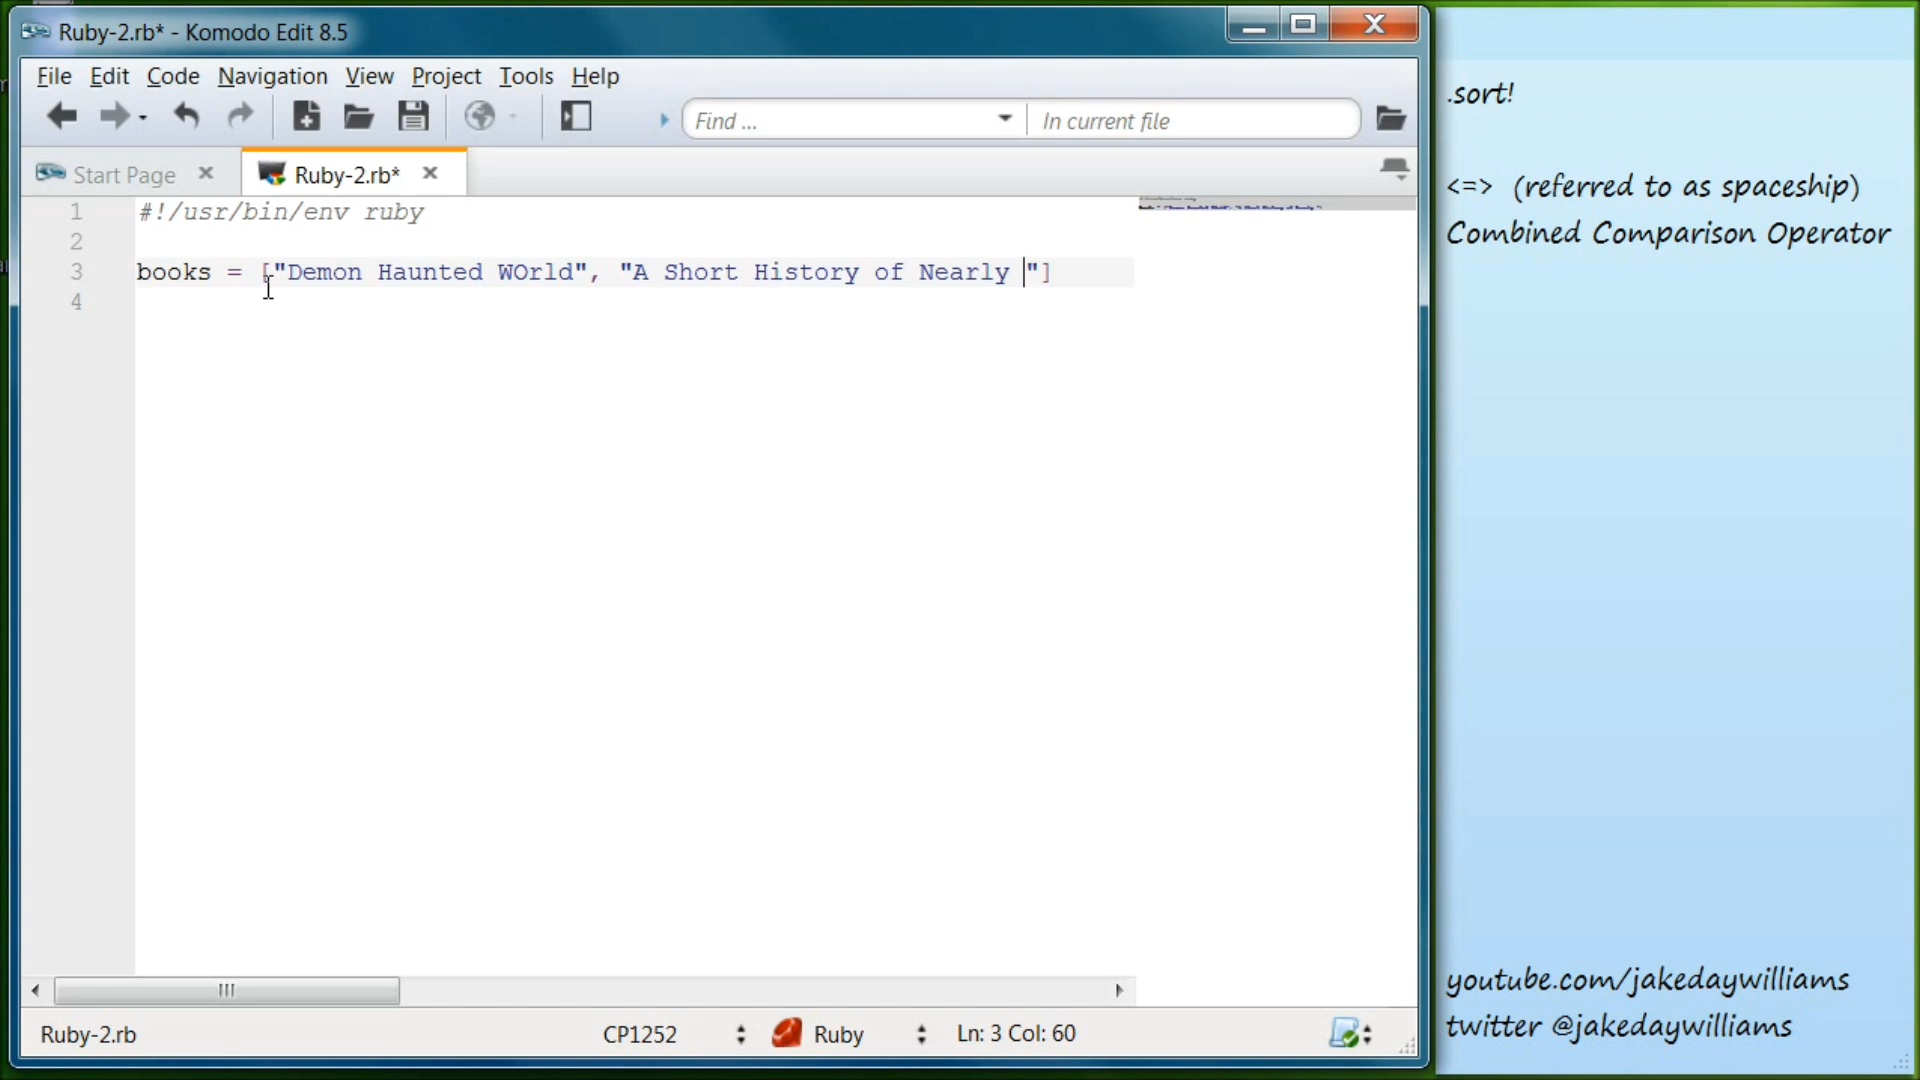 Ruby-2.rb* - Komodo Edit 8.5
File Edit Code Navigation View Project Tools Help
Find ... In current file
Start Page Ruby-2.rb*
1 #!/usr/bin/env ruby
2
3 books = ["Demon Haunted WOrld", "A Short History of Nearly "]
4
Ruby-2.rb CP1252 Ruby Ln: 3 Col: 60
.sort!
<=> (referred to as spaceship)
Combined Comparison Operator
youtube.com/jakedaywilliams
twitter @jakedaywilliams